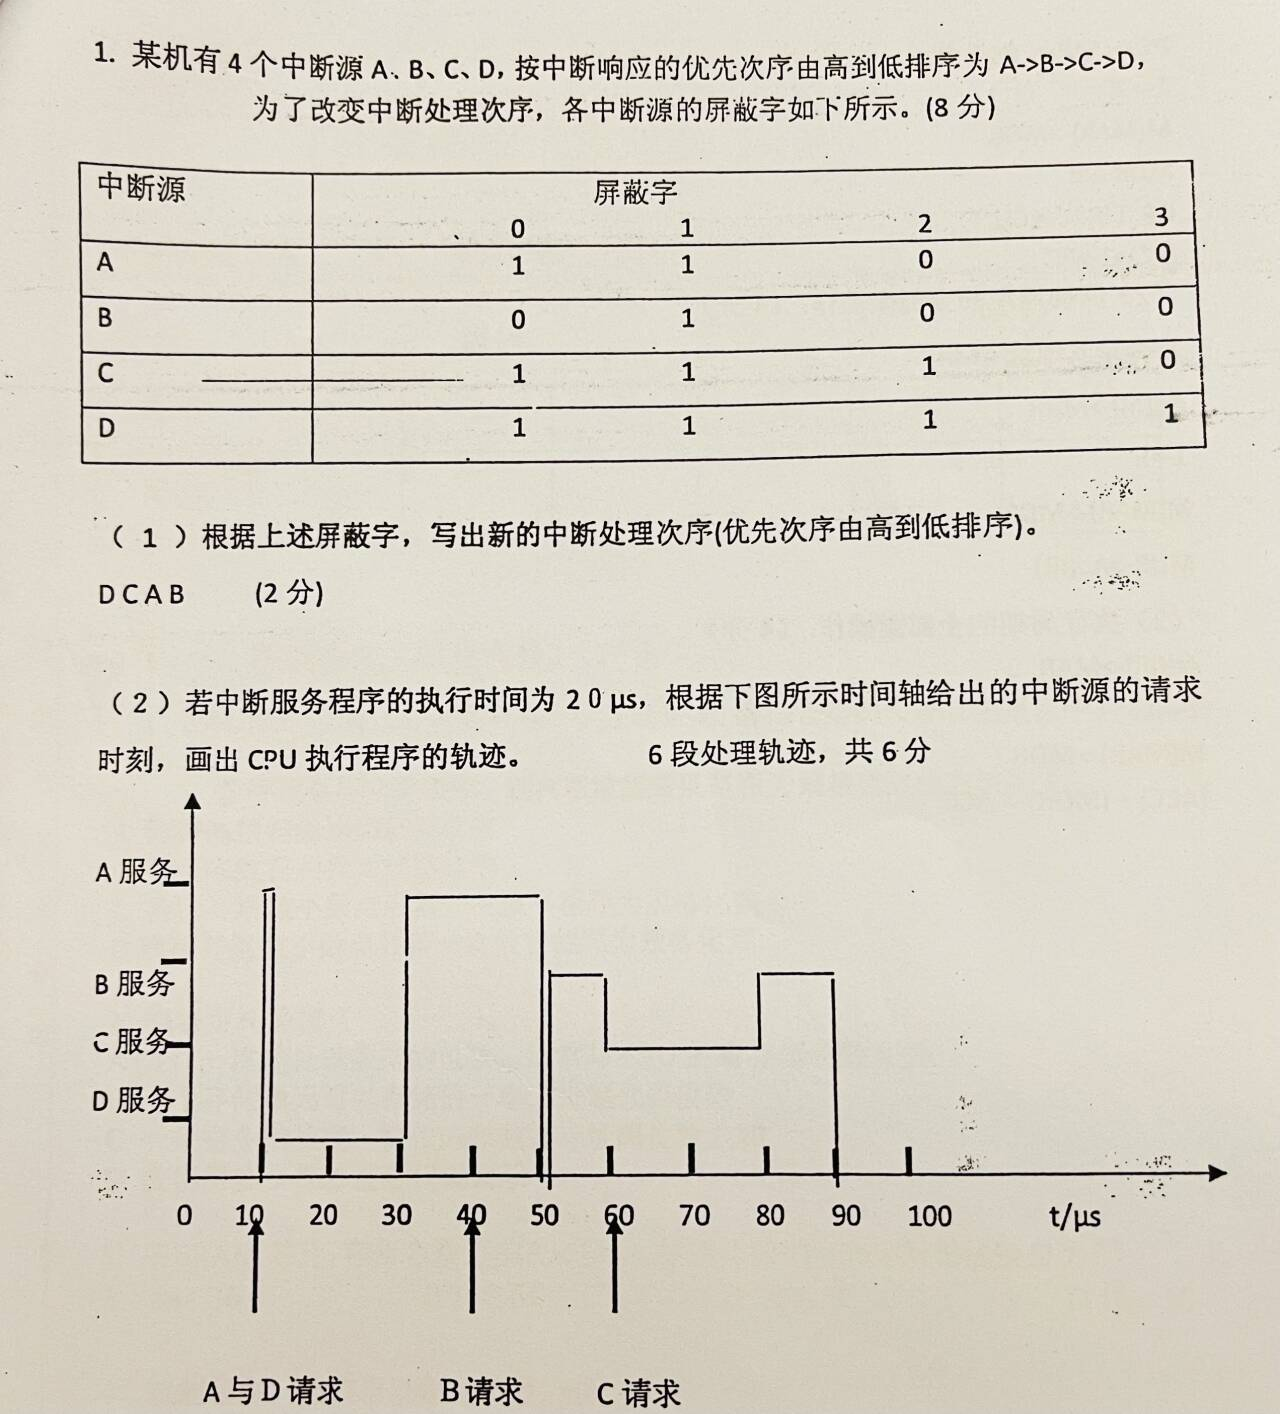 1. 某机有 4 个中断源 A、B、C、D, 按中断响应的优先次序由高到低排序为 A->B->C->D,
为了改变中断处理次序，各中断源的屏蔽字如下所示。(8 分)
中断源 屏蔽字
0 1 2 3
A 1 1 0 0
B 0 1 0 0
C 1 1 1 0
D 1 1 1 1
（ 1 ）根据上述屏蔽字，写出新的中断处理次序(优先次序由高到低排序)。
D C A B (2 分)
（ 2 ）若中断服务程序的执行时间为 2 0 μs，根据下图所示时间轴给出的中断源的请求
时刻，画出 CPU 执行程序的轨迹。 6 段处理轨迹，共 6 分
A 服务
B 服务
C 服务
D 服务
0 10 20 30 40 50 60 70 80 90 100 t/μs
A 与 D 请求 B 请求 C 请求